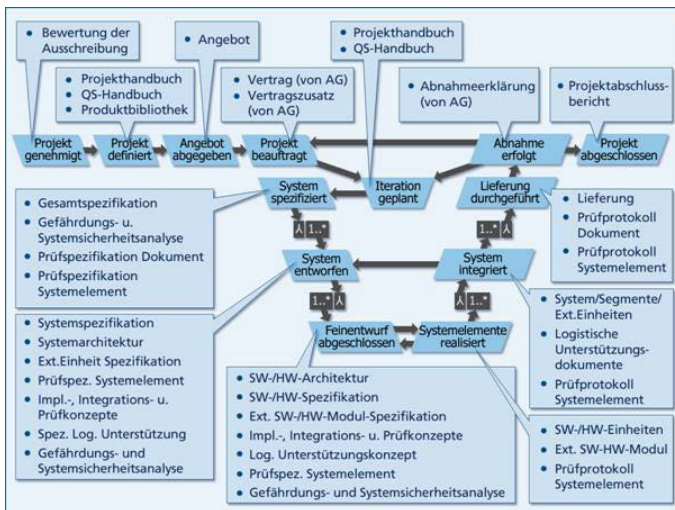 • Bewertung der
Ausschreibung
• Angebot
• Projekthandbuch
• QS-Handbuch
• Projekthandbuch
• QS-Handbuch
• Produktbibliothek
• Vertrag (von AG)
• Vertragszusatz
(von AG)
• Abnahmeerklärung
(von AG)
• Projektabschluss-
bericht
Projekt
genehmigt
Projekt
definiert
Angebot
abgegeben
Projekt
beauftragt
Abnahme
erfolgt
Projekt
abgeschlossen
System
spezifiziert
Iteration
geplant
Lieferung
durchgeführt
• Gesamtspezifikation
• Gefährdungs- u.
Systemsicherheitsanalyse
• Prüfspezifikation Dokument
• Prüfspezifikation
Systemelement
• Lieferung
• Prüfprotokoll
Dokument
• Prüfprotokoll
Systemelement
1..*
1..*
System
entworfen
System
integriert
1..*
1..*
• Systemspezifikation
• Systemarchitektur
• Ext.Einheit Spezifikation
• Prüfspez. Systemelement
• Impl.-, Integrations- u.
Prüfkonzepte
• Spez. Log. Unterstützung
• Gefährdungs- und
Systemsicherheitsanalyse
• System/Segmente/
Ext.Einheiten
• Logistische
Unterstützungs-
dokumente
• Prüfprotokoll
Systemelement
Feinentwurf
abgeschlossen
Systemelemente
realisiert
• SW-/HW-Architektur
• SW-/HW-Spezifikation
• Ext. SW-/HW-Modul-Spezifikation
• Impl.-, Integrations- u. Prüfkonzepte
• Log. Unterstützungskonzept
• Prüfspez. Systemelement
• Gefährdungs- und Systemsicherheitsanalyse
• SW-/HW-Einheiten
• Ext. SW-HW-Modul
• Prüfprotokoll
Systemelement